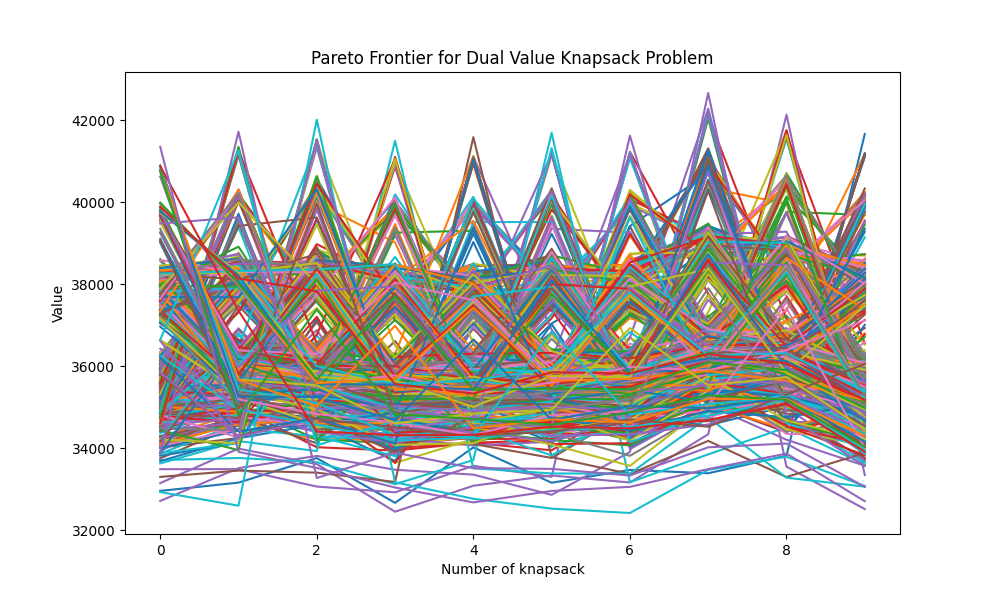 Pareto Frontier for Dual Value Knapsack Problem
42000
40000
38000
36000
34000
32000
Value
0 2 4 6 8
Number of knapsack